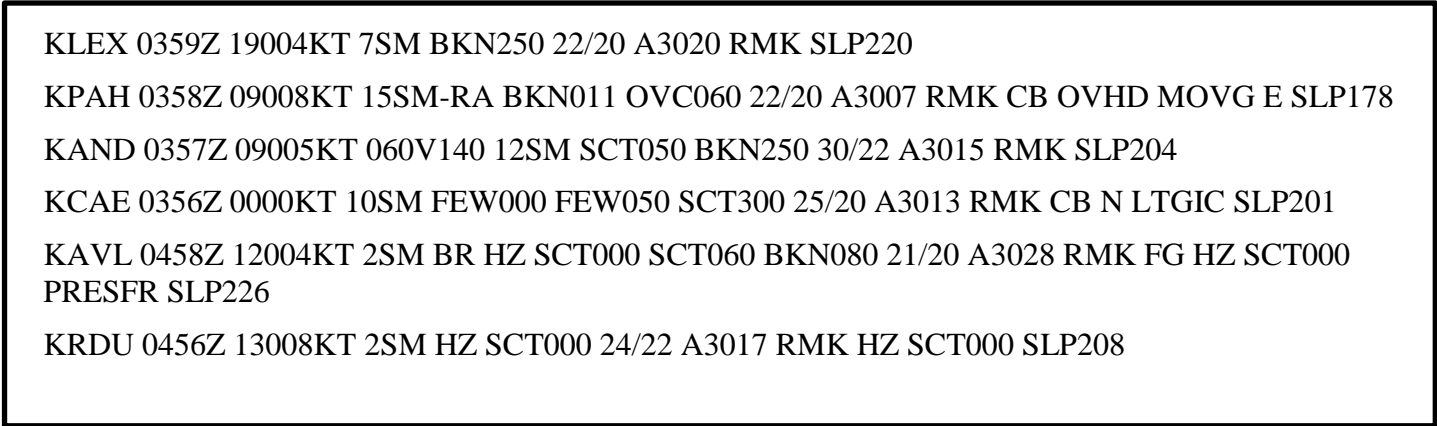 KLEX 0359Z 19004KT 7SM BKN250 22/20 A3020 RMK SLP220
KPAH 0358Z 09008KT 15SM-RA BKN011 OVC060 22/20 A3007 RMK CB OVHD MOVG E SLP178
KAND 0357Z 09005KT 060V140 12SM SCT050 BKN250 30/22 A3015 RMK SLP204
KCAE 0356Z 0000KT 10SM FEW000 FEW050 SCT300 25/20 A3013 RMK CB N LTGIC SLP201
KAVL 0458Z 12004KT 2SM BR HZ SCT000 SCT060 BKN080 21/20 A3028 RMK FG HZ SCT000
PRESFR SLP226
KRDU 0456Z 13008KT 2SM HZ SCT000 24/22 A3017 RMK HZ SCT000 SLP208